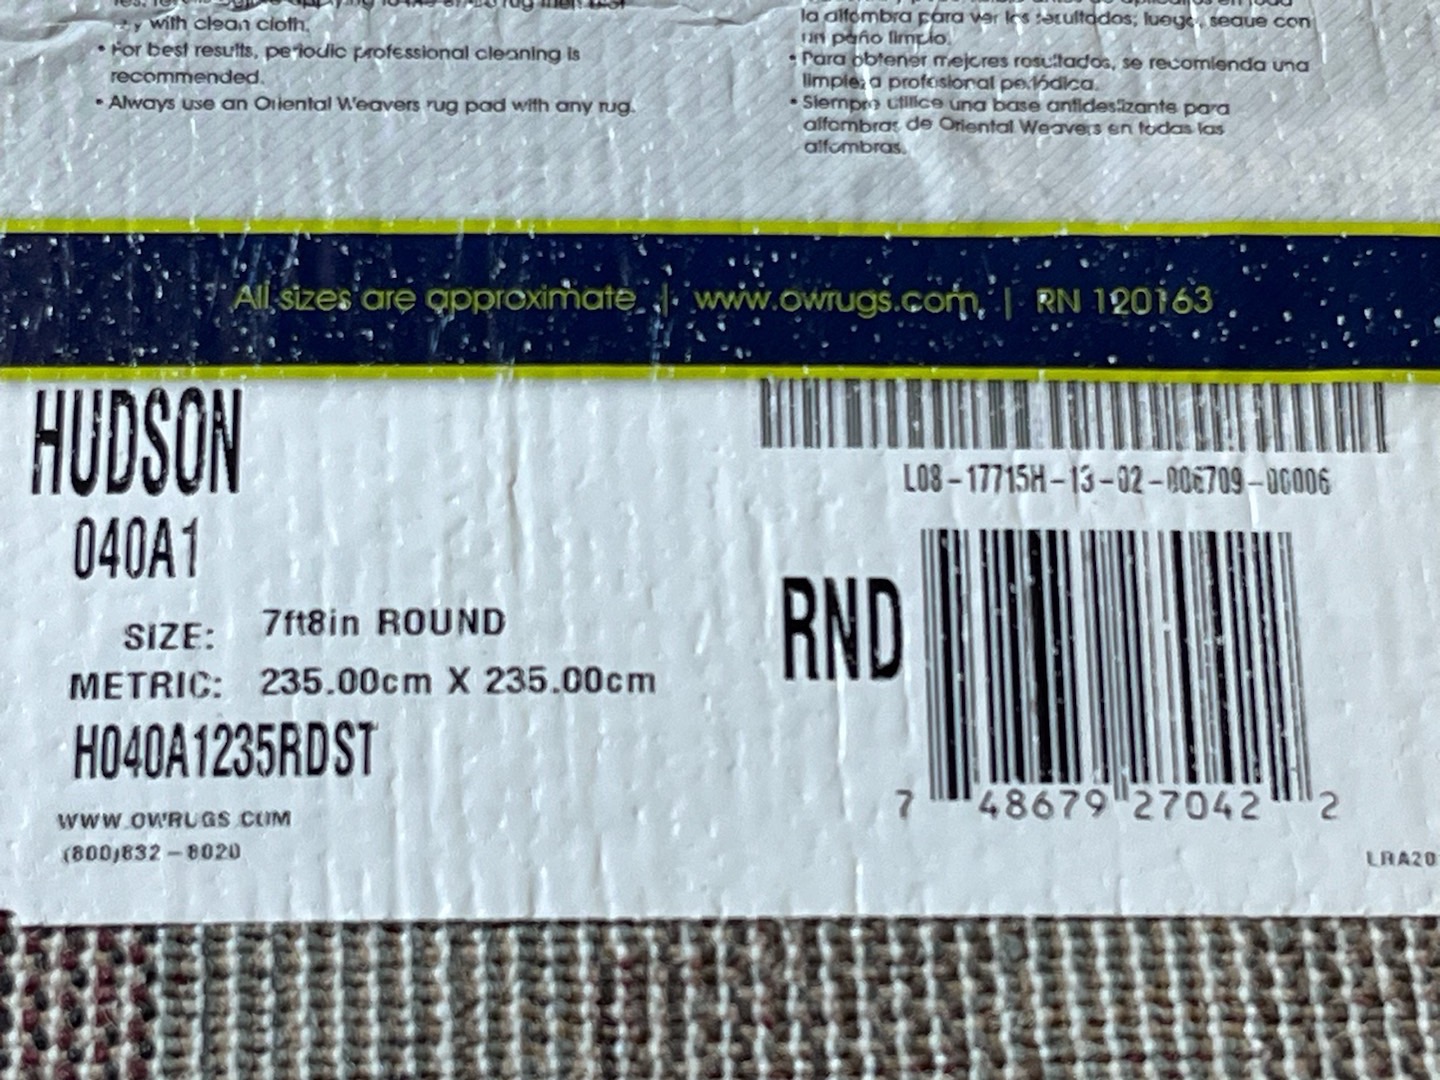 with clean cloth.
• For best results, periodic professional cleaning is
recommended.
• Always use an Oriental Weavers rug pad with any rug.
la alfombra para ver los resultados; luego, seque con
un paño limpio.
• Para obtener mejores resultados, se recomienda una
limpieza profesional periódica.
• Siempre utilice una base antideslizante para
alfombras de Oriental Weavers en todas las
alfombras.
All sizes are approximate | www.owrugs.com | RN 120163
HUDSON
040A1
SIZE: 7ft8in ROUND
METRIC: 235.00cm X 235.00cm
H040A1235RDST
WWW.OWRUGS.COM
(800)832-8020
L08-17715H-13-02-006709-00006
RND
7 48679 27042 2
LRA20